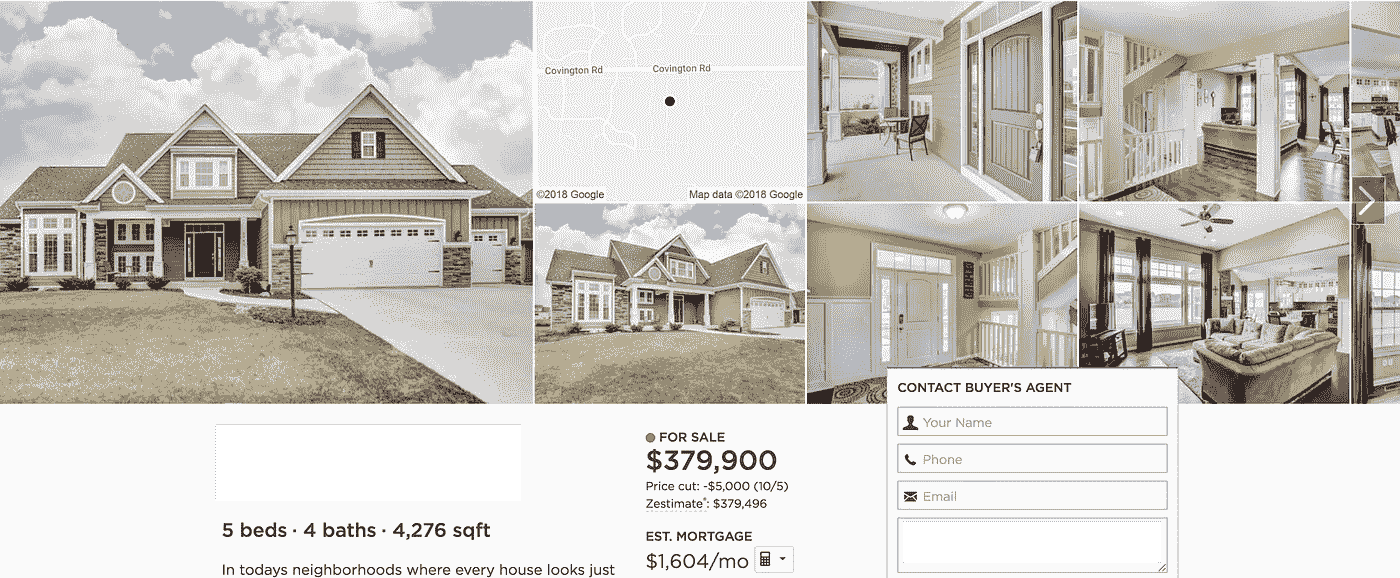 Covington Rd
Covington Rd
©2018 Google
Map data ©2018 Google
5 beds · 4 baths · 4,276 sqft
In todays neighborhoods where every house looks just
FOR SALE
$379,900
Price cut: -$5,000 (10/5)
Zestimate®: $379,496
EST. MORTGAGE
$1,604/mo
CONTACT BUYER'S AGENT
Your Name
Phone
Email